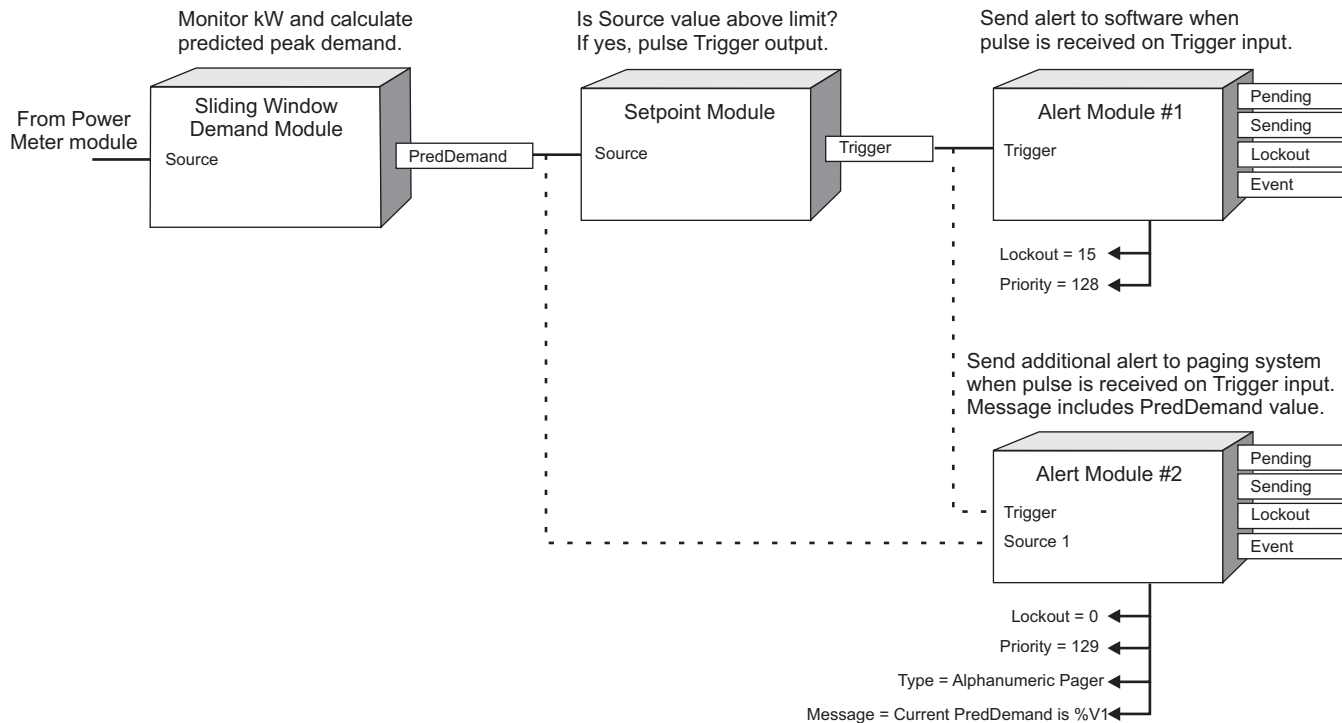 Monitor kW and calculate
predicted peak demand.
Is Source value above limit?
If yes, pulse Trigger output.
Send alert to software when
pulse is received on Trigger input.
From Power
Meter module
Sliding Window
Demand Module
Source
PredDemand
Setpoint Module
Source
Trigger
Alert Module #1
Trigger
Pending
Sending
Lockout
Event
Lockout = 15
Priority = 128
Send additional alert to paging system
when pulse is received on Trigger input.
Message includes PredDemand value.
Alert Module #2
Trigger
Source 1
Pending
Sending
Lockout
Event
Lockout = 0
Priority = 129
Type = Alphanumeric Pager
Message = Current PredDemand is %V1